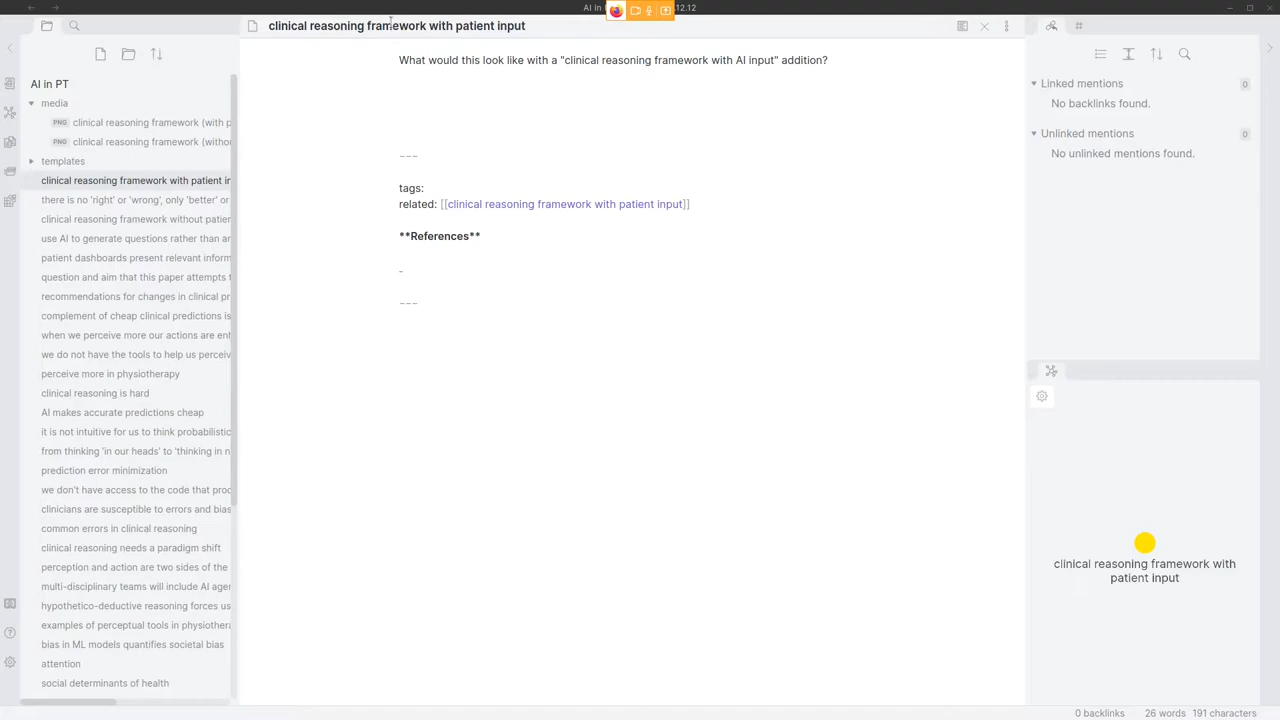 AI in 12.12
clinical reasoning framework with patient input
What would this look like with a "clinical reasoning framework with AI input" addition?
---
tags:
related: [[clinical reasoning framework with patient input]]
**References**
-
---
AI in PT
media
PNG clinical reasoning framework (with p
PNG clinical reasoning framework (witho
templates
clinical reasoning framework with patient in
there is no 'right' or 'wrong', only 'better' or
clinical reasoning framework without patien
use AI to generate questions rather than an
patient dashboards present relevant inform
question and aim that this paper attempts t
recommendations for changes in clinical pr
complement of cheap clinical predictions is
when we perceive more our actions are enh
we do not have the tools to help us perceiv
perceive more in physiotherapy
clinical reasoning is hard
AI makes accurate predictions cheap
it is not intuitive for us to think probabilistic
from thinking 'in our heads' to 'thinking in n
prediction error minimization
we don't have access to the code that prod
clinicians are susceptible to errors and bias
common errors in clinical reasoning
clinical reasoning needs a paradigm shift
perception and action are two sides of the
multi-disciplinary teams will include AI agen
hypothetico-deductive reasoning forces us
examples of perceptual tools in physiothera
bias in ML models quantifies societal bias
attention
social determinants of health
Linked mentions 0
No backlinks found.
Unlinked mentions 0
No unlinked mentions found.
clinical reasoning framework with
patient input
0 backlinks 26 words 191 characters